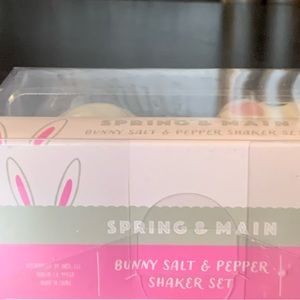 SPRING & MAIN
BUNNY SALT & PEPPER SHAKER SET
SPRING & MAIN
BUNNY SALT & PEPPER
SHAKER SET